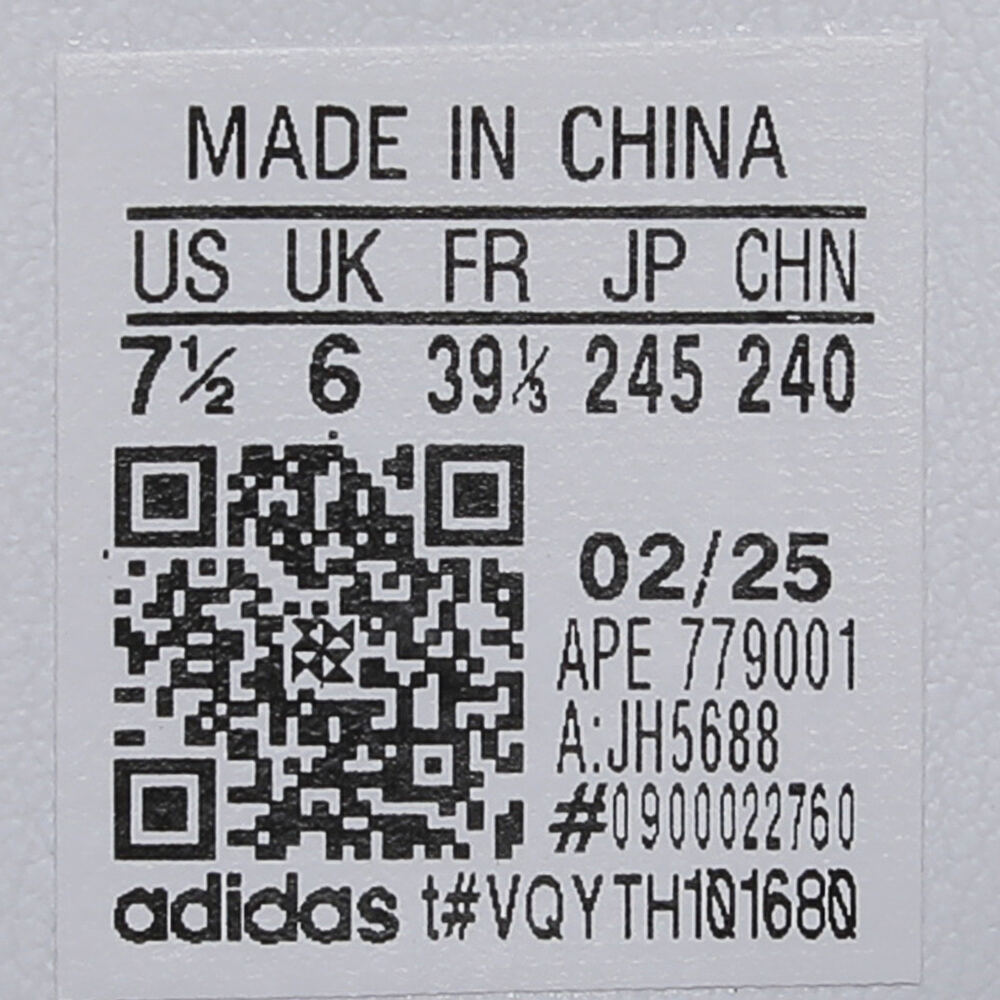 MADE IN CHINA
US UK FR JP CHN
7½ 6 39⅓ 245 240
02/25
APE 779001
A:JH5688
#0900022760
adidas t#VQYTH101680